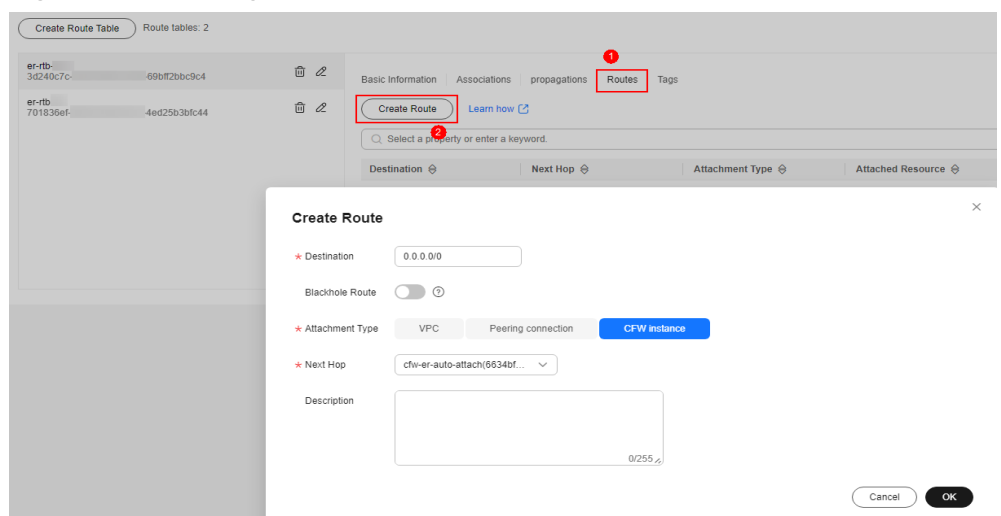 Create Route Table Route tables: 2
er-rtb-
3d240c7c- -69bff2bbc9c4
er-rtb
701836ef- -4ed25b3bfc44
1
Basic Information Associations propagations Routes Tags
Create Route Learn how
2
Select a property or enter a keyword.
Destination Next Hop Attachment Type Attached Resource
Create Route
* Destination 0.0.0.0/0
Blackhole Route
* Attachment Type VPC Peering connection CFW instance
* Next Hop cfw-er-auto-attach(6634bf...
Description
0/255
Cancel OK